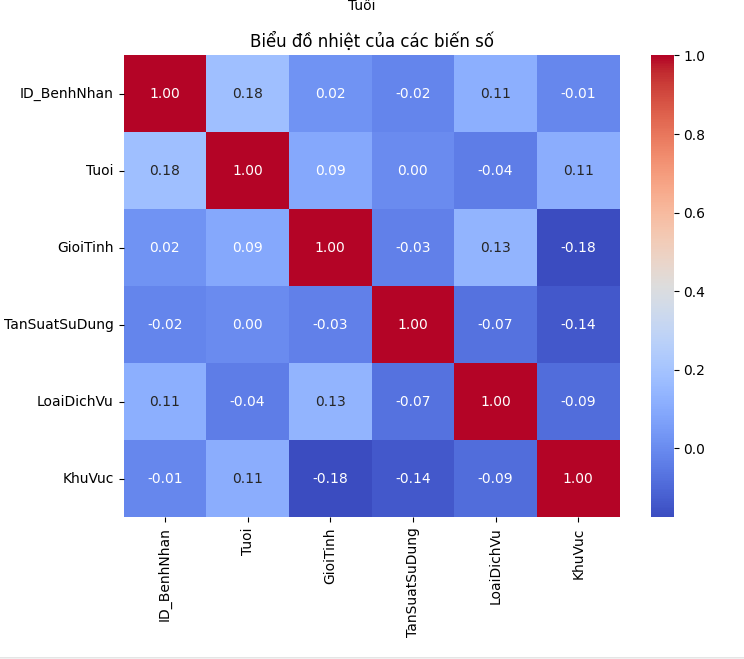 Tuổi
Biểu đồ nhiệt của các biến số
ID_BenhNhan 1.00 0.18 0.02 -0.02 0.11 -0.01
Tuoi 0.18 1.00 0.09 0.00 -0.04 0.11
GioiTinh 0.02 0.09 1.00 -0.03 0.13 -0.18
TanSuatSuDung -0.02 0.00 -0.03 1.00 -0.07 -0.14
LoaiDichVu 0.11 -0.04 0.13 -0.07 1.00 -0.09
KhuVuc -0.01 0.11 -0.18 -0.14 -0.09 1.00
ID_BenhNhan
Tuoi
GioiTinh
TanSuatSuDung
LoaiDichVu
KhuVuc
1.0
0.8
0.6
0.4
0.2
0.0